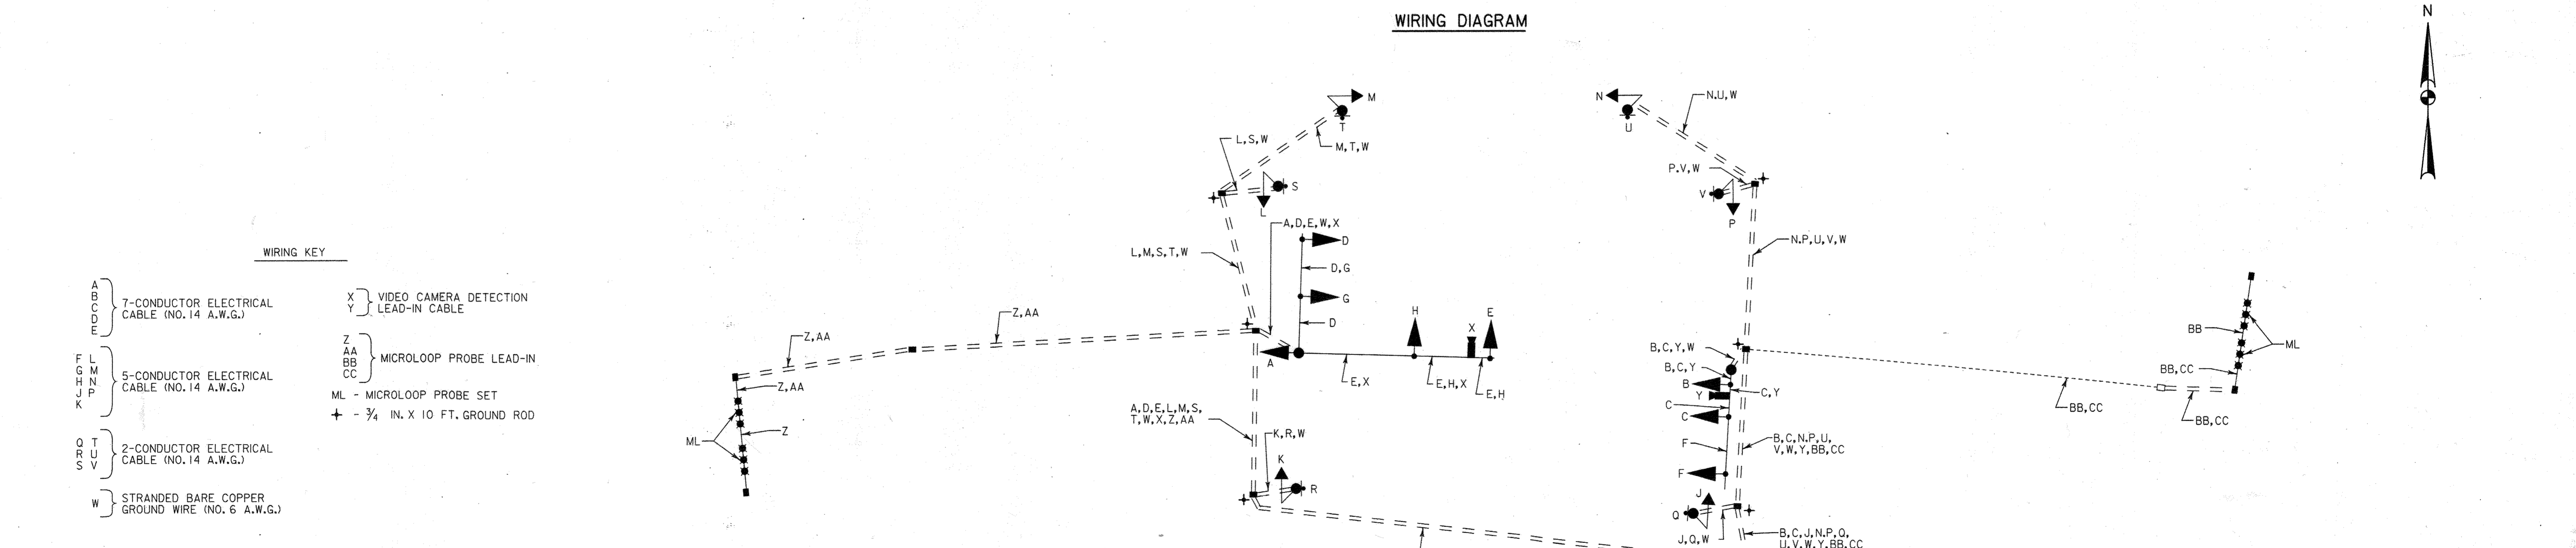 WIRING DIAGRAM
N
M
T
L,S,W
M,T,W
S
L
A,D,E,W,X
L,M,S,T,W
D
D,G
G
D
A
H
X
E
E,X
E,H,X
E,H
N
U
N.U,W
P.V,W
V
P
N.P,U,V,W
B,C,Y,W
B,C,Y
B
Y
C,Y
C
C
F
F
B,C,N.P,U,
V,W,Y,BB,CC
BB
ML
BB,CC
BB,CC
BB,CC
WIRING KEY
A
B
C
D
E
7-CONDUCTOR ELECTRICAL
CABLE (NO. 14 A.W.G.)
F L
G M
H N
J P
K
5-CONDUCTOR ELECTRICAL
CABLE (NO. 14 A.W.G.)
Q T
R U
S V
2-CONDUCTOR ELECTRICAL
CABLE (NO. 14 A.W.G.)
W
STRANDED BARE COPPER
GROUND WIRE (NO. 6 A.W.G.)
X
Y
VIDEO CAMERA DETECTION
LEAD-IN CABLE
Z
AA
BB
CC
MICROLOOP PROBE LEAD-IN
ML - MICROLOOP PROBE SET
- 3/4 IN. X 10 FT. GROUND ROD
Z,AA
Z,AA
Z,AA
ML
Z
A,D,E,L,M,S,
T,W,X,Z,AA
K,R,W
K
R
J
Q
J,Q,W
B,C,J,N.P,Q,
U,V,W,Y,BB,CC